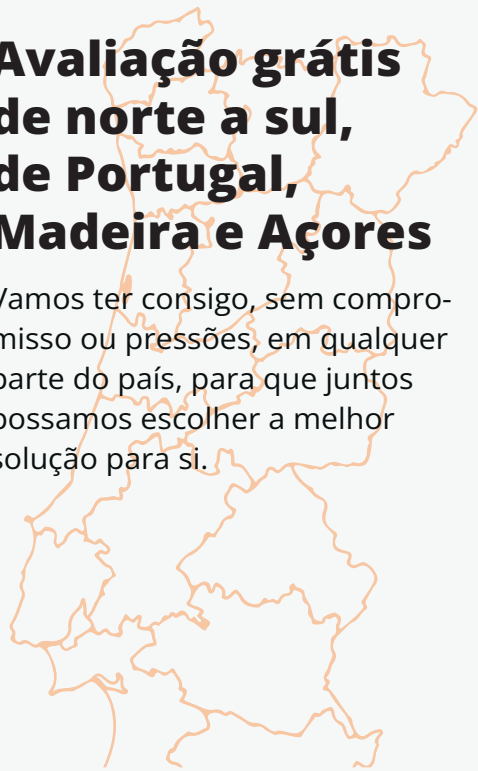 Avaliação grátis
de norte a sul,
de Portugal,
Madeira e Açores
Vamos ter consigo, sem compro-
misso ou pressões, em qualquer
parte do país, para que juntos
possamos escolher a melhor
solução para si.